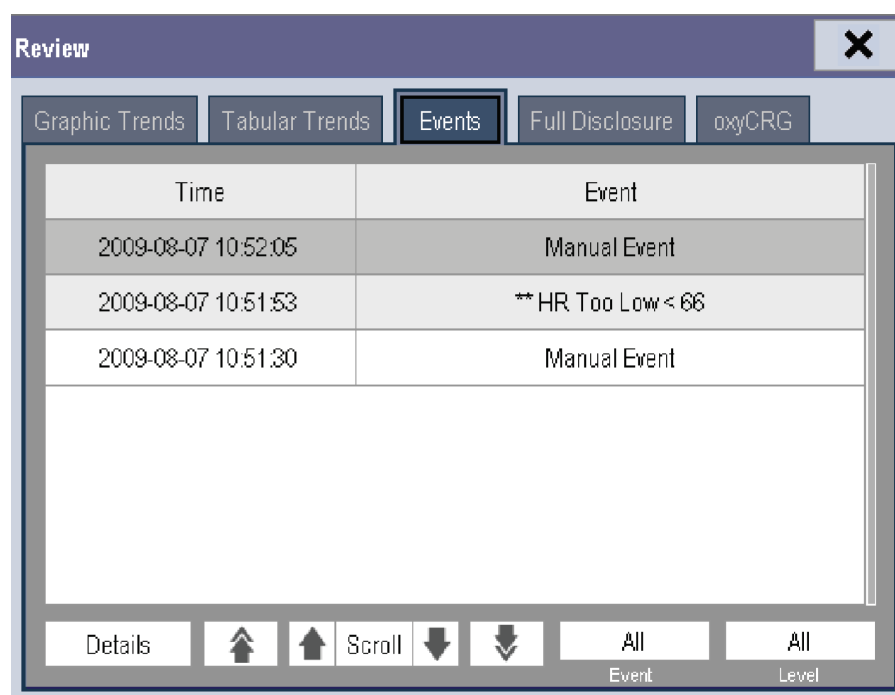 Review
Graphic Trends Tabular Trends Events Full Disclosure oxyCRG
Time Event
2009-08-07 10:52:05 Manual Event
2009-08-07 10:51:53 ** HR Too Low < 66
2009-08-07 10:51:30 Manual Event
Details Scroll All All
Event Level